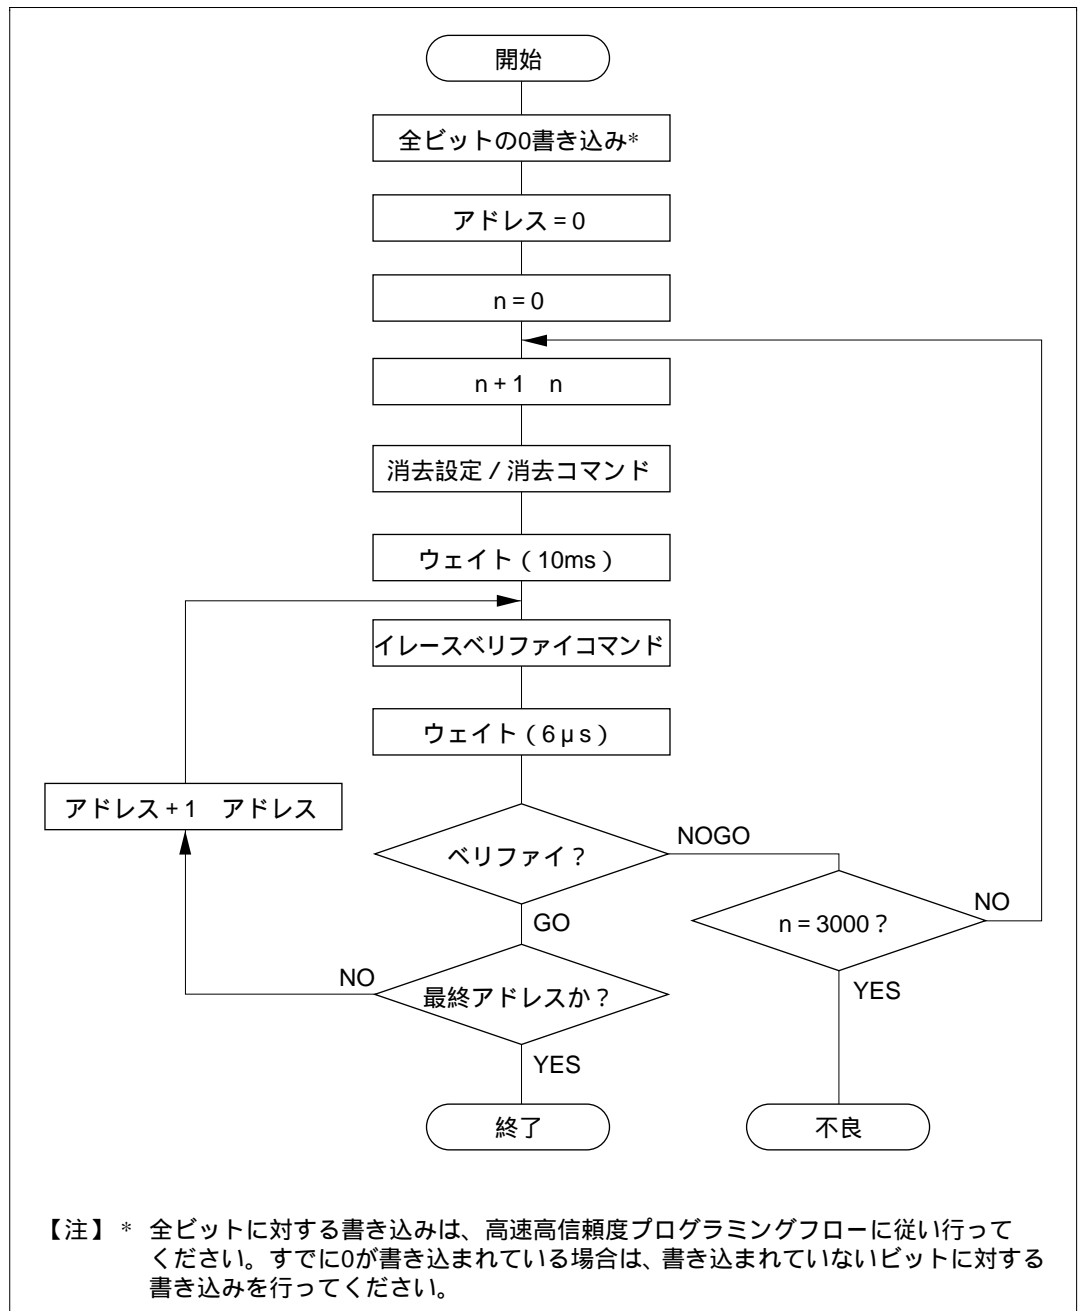 開始
全ビットの0書き込み*
アドレス = 0
n = 0
n + 1 n
消去設定 / 消去コマンド
ウェイト ( 10ms )
イレースベリファイコマンド
ウェイト ( 6 μ s )
アドレス + 1 アドレス
ベリファイ ?
NOGO
GO
n = 3000 ?
NO
YES
NO
最終アドレスか ?
YES
終了
不良
【注】 * 全ビットに対する書き込みは、高速高信頼度プログラミングフローに従い行って
ください。すでに0が書き込まれている場合は、書き込まれていないビットに対する
書き込みを行ってください。